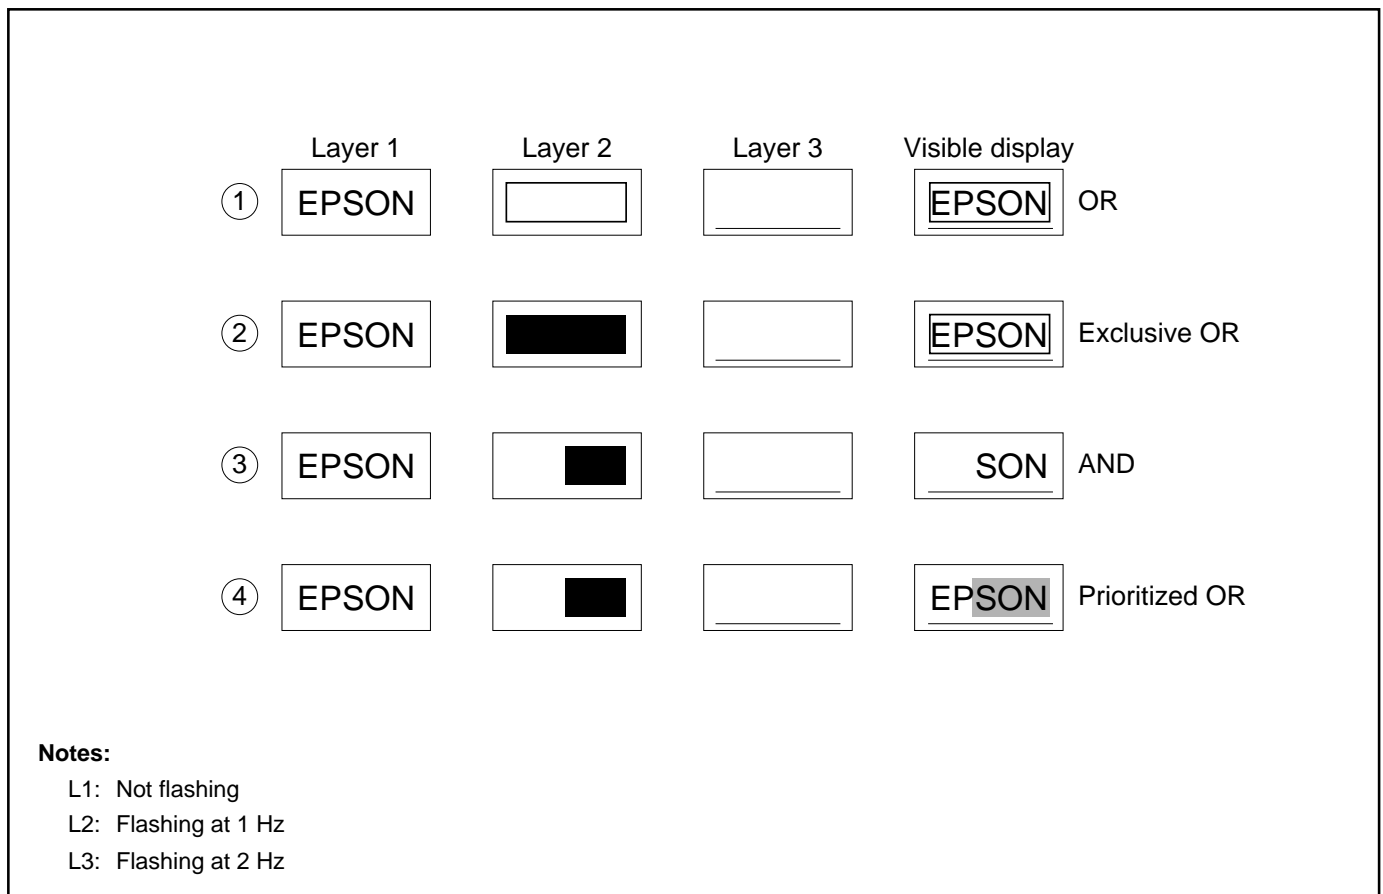 Layer 1 Layer 2 Layer 3 Visible display
1 EPSON EPSON OR
2 EPSON EPSON Exclusive OR
3 EPSON SON AND
4 EPSON EPSON Prioritized OR
Notes:
L1: Not flashing
L2: Flashing at 1 Hz
L3: Flashing at 2 Hz